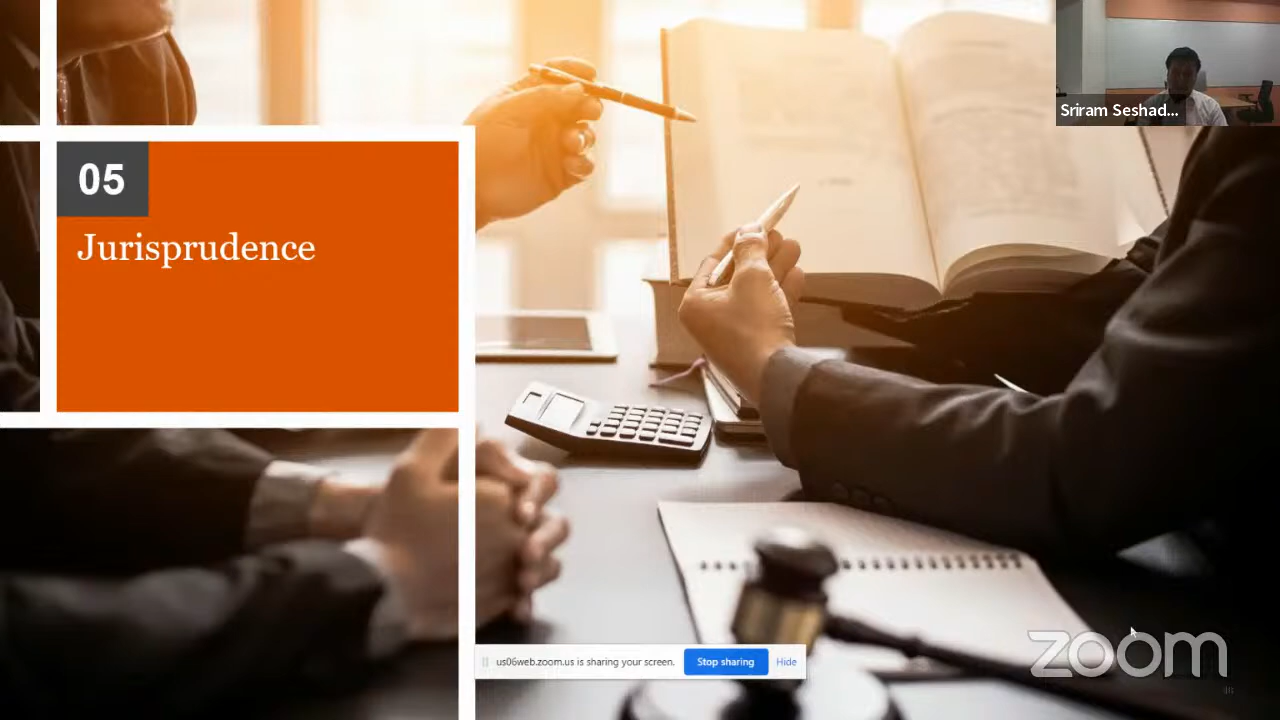 Sriram Seshad...
05
Jurisprudence
us06web.zoom.us is sharing your screen.
Stop sharing
Hide
zoom